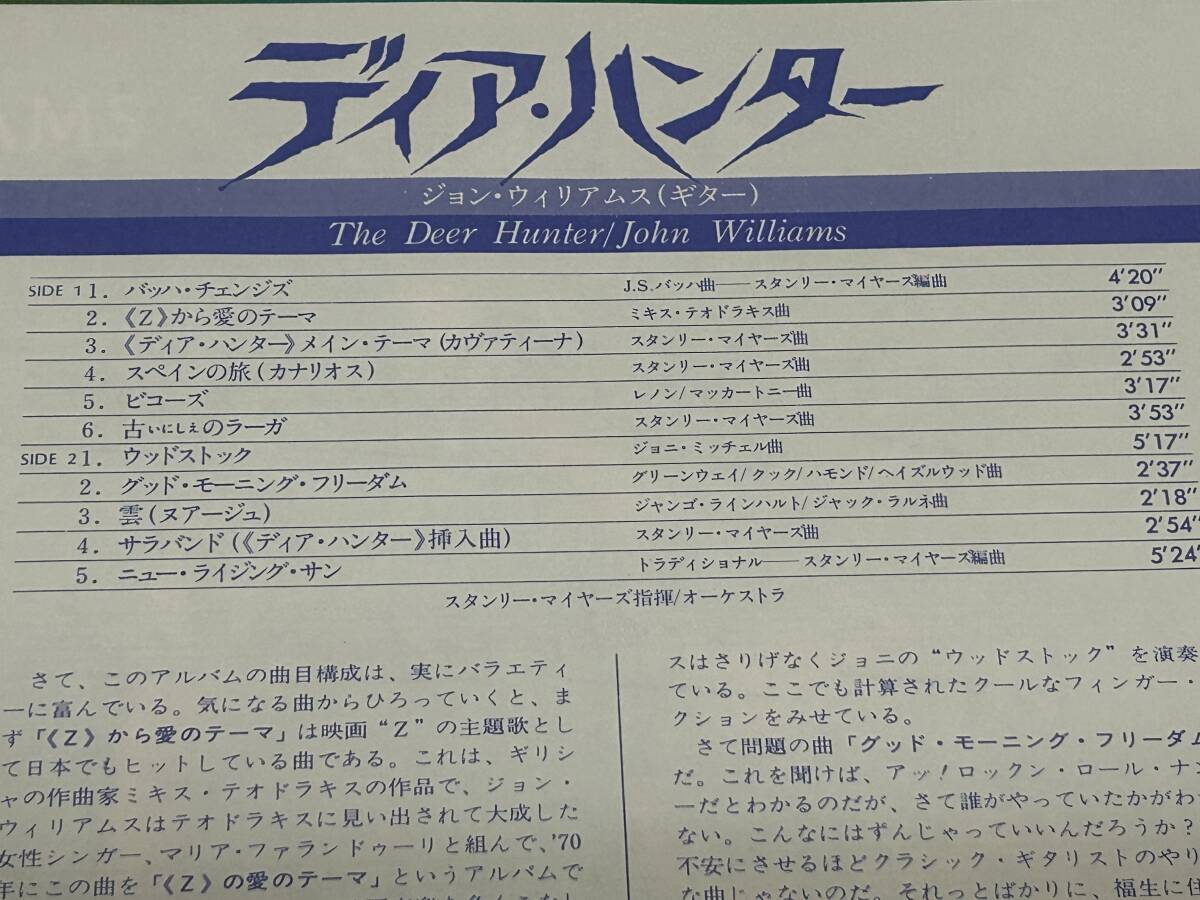 ディア・ハンター
ジョン・ウィリアムス(ギター)
The Deer Hunter/John Williams
SIDE 1 1. バッハ・チェンジズ J.S.バッハ曲――スタンリー・マイヤーズ編曲 4'20"
2. 《Z》から愛のテーマ ミキス・テオドラキス曲 3'09"
3. 《ディア・ハンター》メイン・テーマ(カヴァティーナ) スタンリー・マイヤーズ曲 3'31"
4. スペインの旅(カナリオス) スタンリー・マイヤーズ曲 2'53"
5. ビコーズ レノン/マッカートニー曲 3'17"
6. 古いにしえのラーガ スタンリー・マイヤーズ曲 3'53"
SIDE 2 1. ウッドストック ジョニ・ミッチェル曲 5'17"
2. グッド・モーニング・フリーダム グリーンウェイ/クック/ハモンド/ヘイズルウッド曲 2'37"
3. 雲(ヌアージュ) ジャンゴ・ラインハルト/ジャック・ラルネ曲 2'18"
4. サラバンド(《ディア・ハンター》挿入曲) スタンリー・マイヤーズ曲 2'54"
5. ニュー・ライジング・サン トラディショナル――スタンリー・マイヤーズ編曲 5'24"
スタンリー・マイヤーズ指揮/オーケストラ
さて、このアルバムの曲目構成は、実にバラエティ
ーに富んでいる。気になる曲からひろっていくと、ま
ず「《Z》から愛のテーマ」は映画“Z”の主題歌とし
て日本でもヒットしている曲である。これは、ギリシ
ャの作曲家ミキス・テオドラキスの作品で、ジョン・
ウィリアムスはテオドラキスに見い出されて大成した
女性シンガー、マリア・ファランドゥーリと組んで、'70
年にこの曲を「《Z》の愛のテーマ」というアルバムで
スはさりげなくジョニの“ウッドストック”を演奏
ている。ここでも計算されたクールなフィンガー・
クションをみせている。
さて問題の曲「グッド・モーニング・フリーダム
だ。これを聞けば、アッ!ロックン・ロール・ナン
ーだとわかるのだが、さて誰がやっていたかがわ
ない。こんなにはずんじゃっていいんだろうか?
不安にさせるほどクラシック・ギタリストのやり
な曲じゃないのだ。それっとばかりに、福生に住